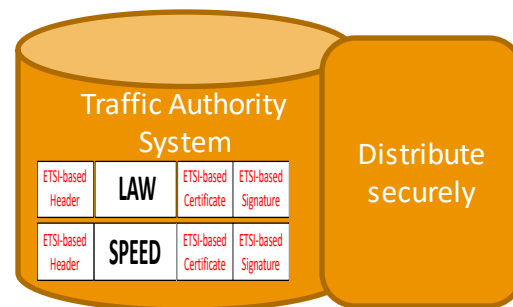 Traffic Authority
System
ETSI-based
Header
LAW
ETSI-based
Certificate
ETSI-based
Signature
ETSI-based
Header
SPEED
ETSI-based
Certificate
ETSI-based
Signature
Distribute
securely